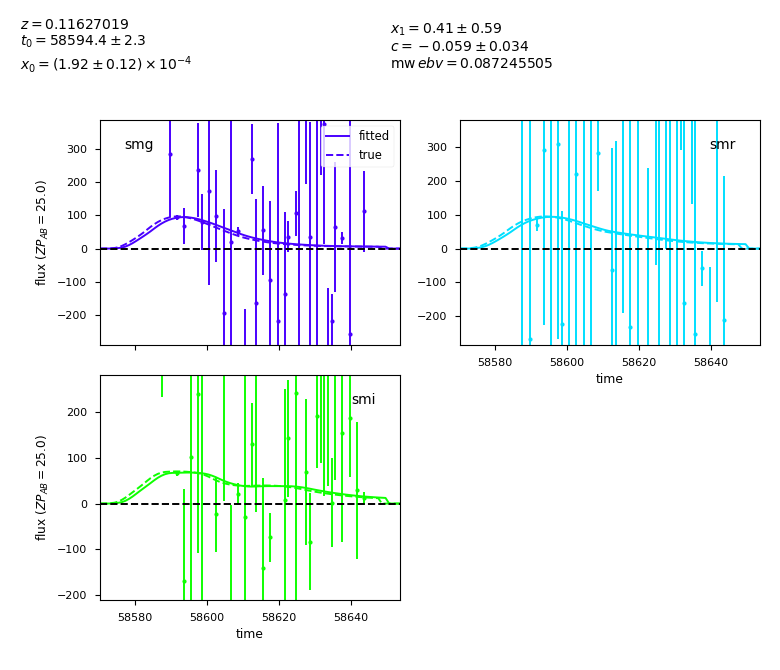 z = 0.11627019
t₀ = 58594.4 ± 2.3
x₀ = (1.92 ± 0.12) × 10⁻⁴
x₁ = 0.41 ± 0.59
c = −0.059 ± 0.034
mw ebv = 0.087245505
smg
fitted
true
300
200
100
0
−100
−200
flux (ZP_AB = 25.0)
smr
300
200
100
0
−100
−200
58580 58600 58620 58640
time
smi
200
100
0
−100
−200
flux (ZP_AB = 25.0)
58580 58600 58620 58640
time